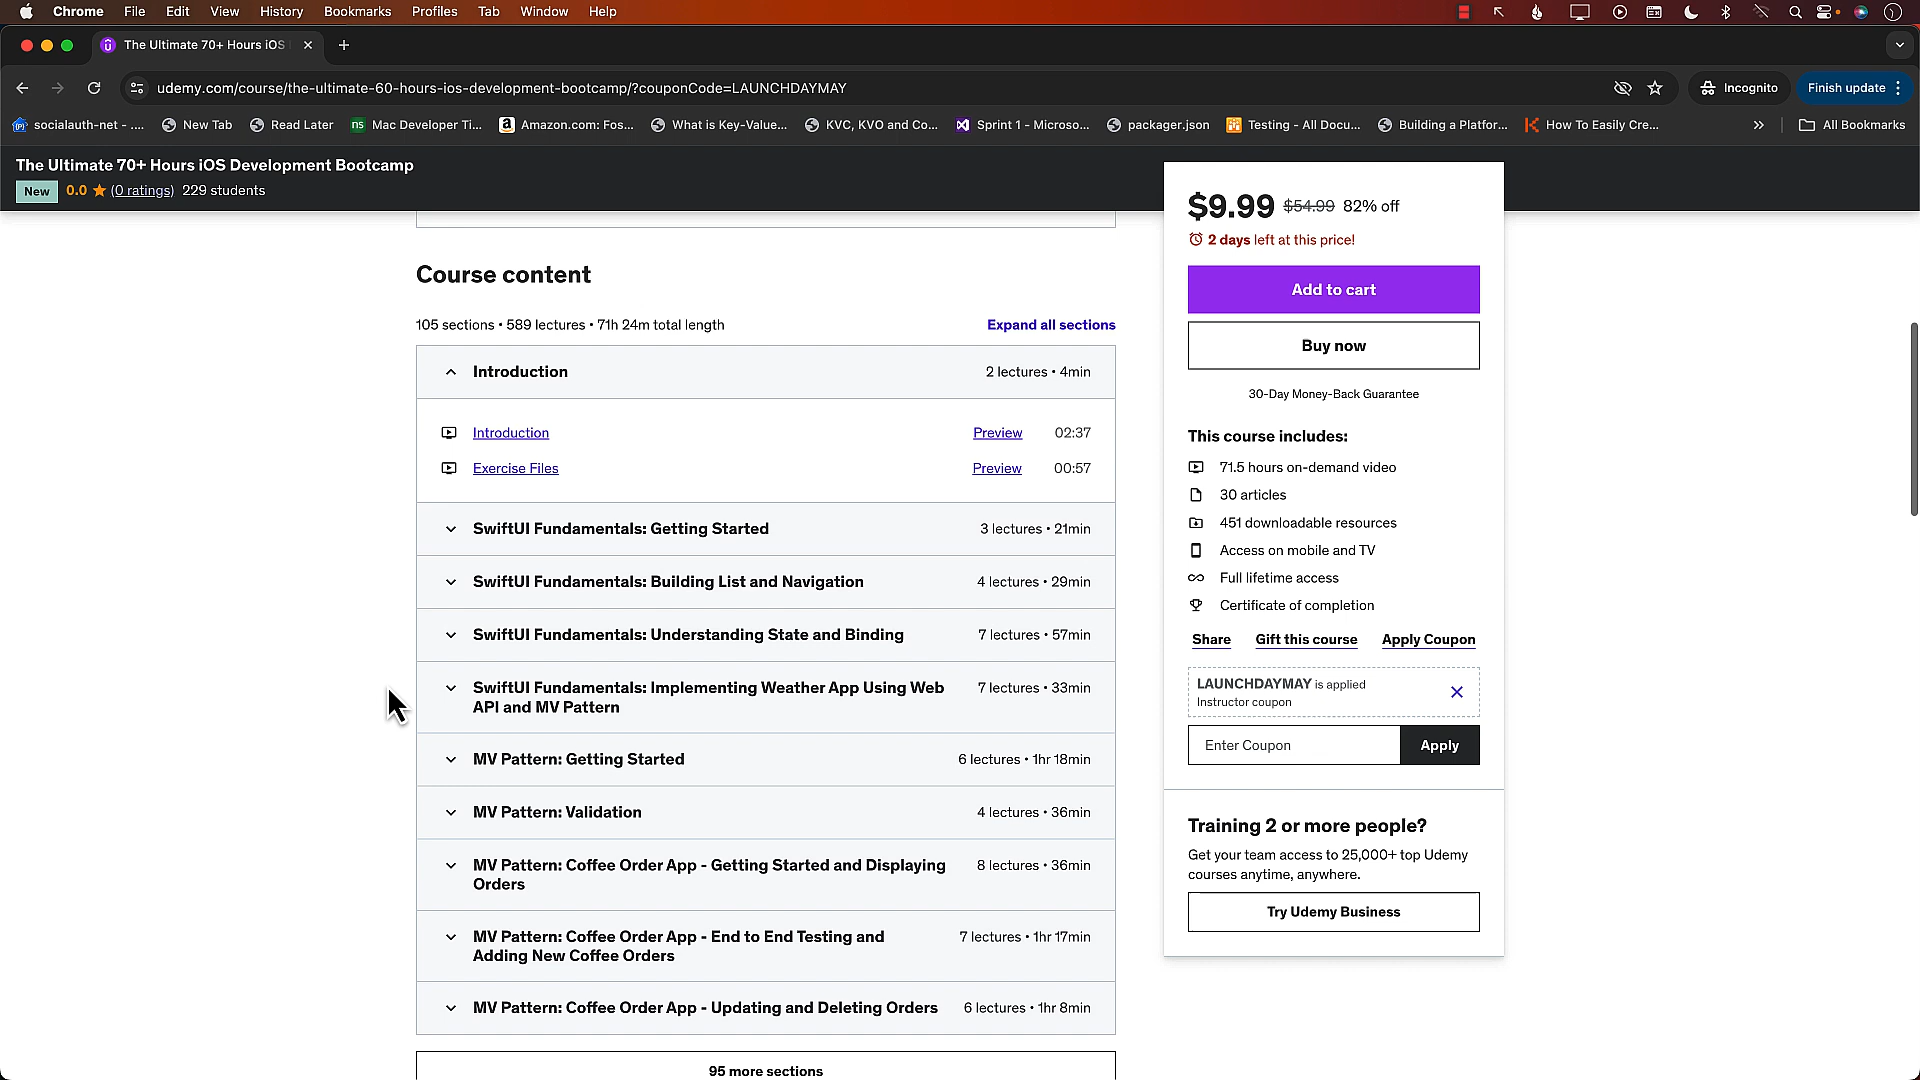 Chrome File Edit View History Bookmarks Profiles Tab Window Help
The Ultimate 70+ Hours iOS
udemy.com/course/the-ultimate-60-hours-ios-development-bootcamp/?couponCode=LAUNCHDAYMAY
Incognito
Finish update
socialauth-net - ....
New Tab
Read Later
ns
Mac Developer Ti...
Amazon.com: Fos...
What is Key-Value...
KVC, KVO and Co...
Sprint 1 - Microso...
packager.json
Testing - All Docu...
Building a Platfor...
How To Easily Cre...
All Bookmarks
The Ultimate 70+ Hours iOS Development Bootcamp
New 0.0 (0 ratings) 229 students
Course content
105 sections • 589 lectures • 71h 24m total length
Expand all sections
Introduction
2 lectures • 4min
Introduction Preview 02:37
Exercise Files Preview 00:57
SwiftUI Fundamentals: Getting Started
3 lectures • 21min
SwiftUI Fundamentals: Building List and Navigation
4 lectures • 29min
SwiftUI Fundamentals: Understanding State and Binding
7 lectures • 57min
SwiftUI Fundamentals: Implementing Weather App Using Web
API and MV Pattern
7 lectures • 33min
MV Pattern: Getting Started
6 lectures • 1hr 18min
MV Pattern: Validation
4 lectures • 36min
MV Pattern: Coffee Order App - Getting Started and Displaying
Orders
8 lectures • 36min
MV Pattern: Coffee Order App - End to End Testing and
Adding New Coffee Orders
7 lectures • 1hr 17min
MV Pattern: Coffee Order App - Updating and Deleting Orders
6 lectures • 1hr 8min
95 more sections
$9.99 $54.99 82% off
2 days left at this price!
Add to cart
Buy now
30-Day Money-Back Guarantee
This course includes:
71.5 hours on-demand video
30 articles
451 downloadable resources
Access on mobile and TV
Full lifetime access
Certificate of completion
Share Gift this course Apply Coupon
LAUNCHDAYMAY is applied
Instructor coupon
Enter Coupon
Apply
Training 2 or more people?
Get your team access to 25,000+ top Udemy
courses anytime, anywhere.
Try Udemy Business